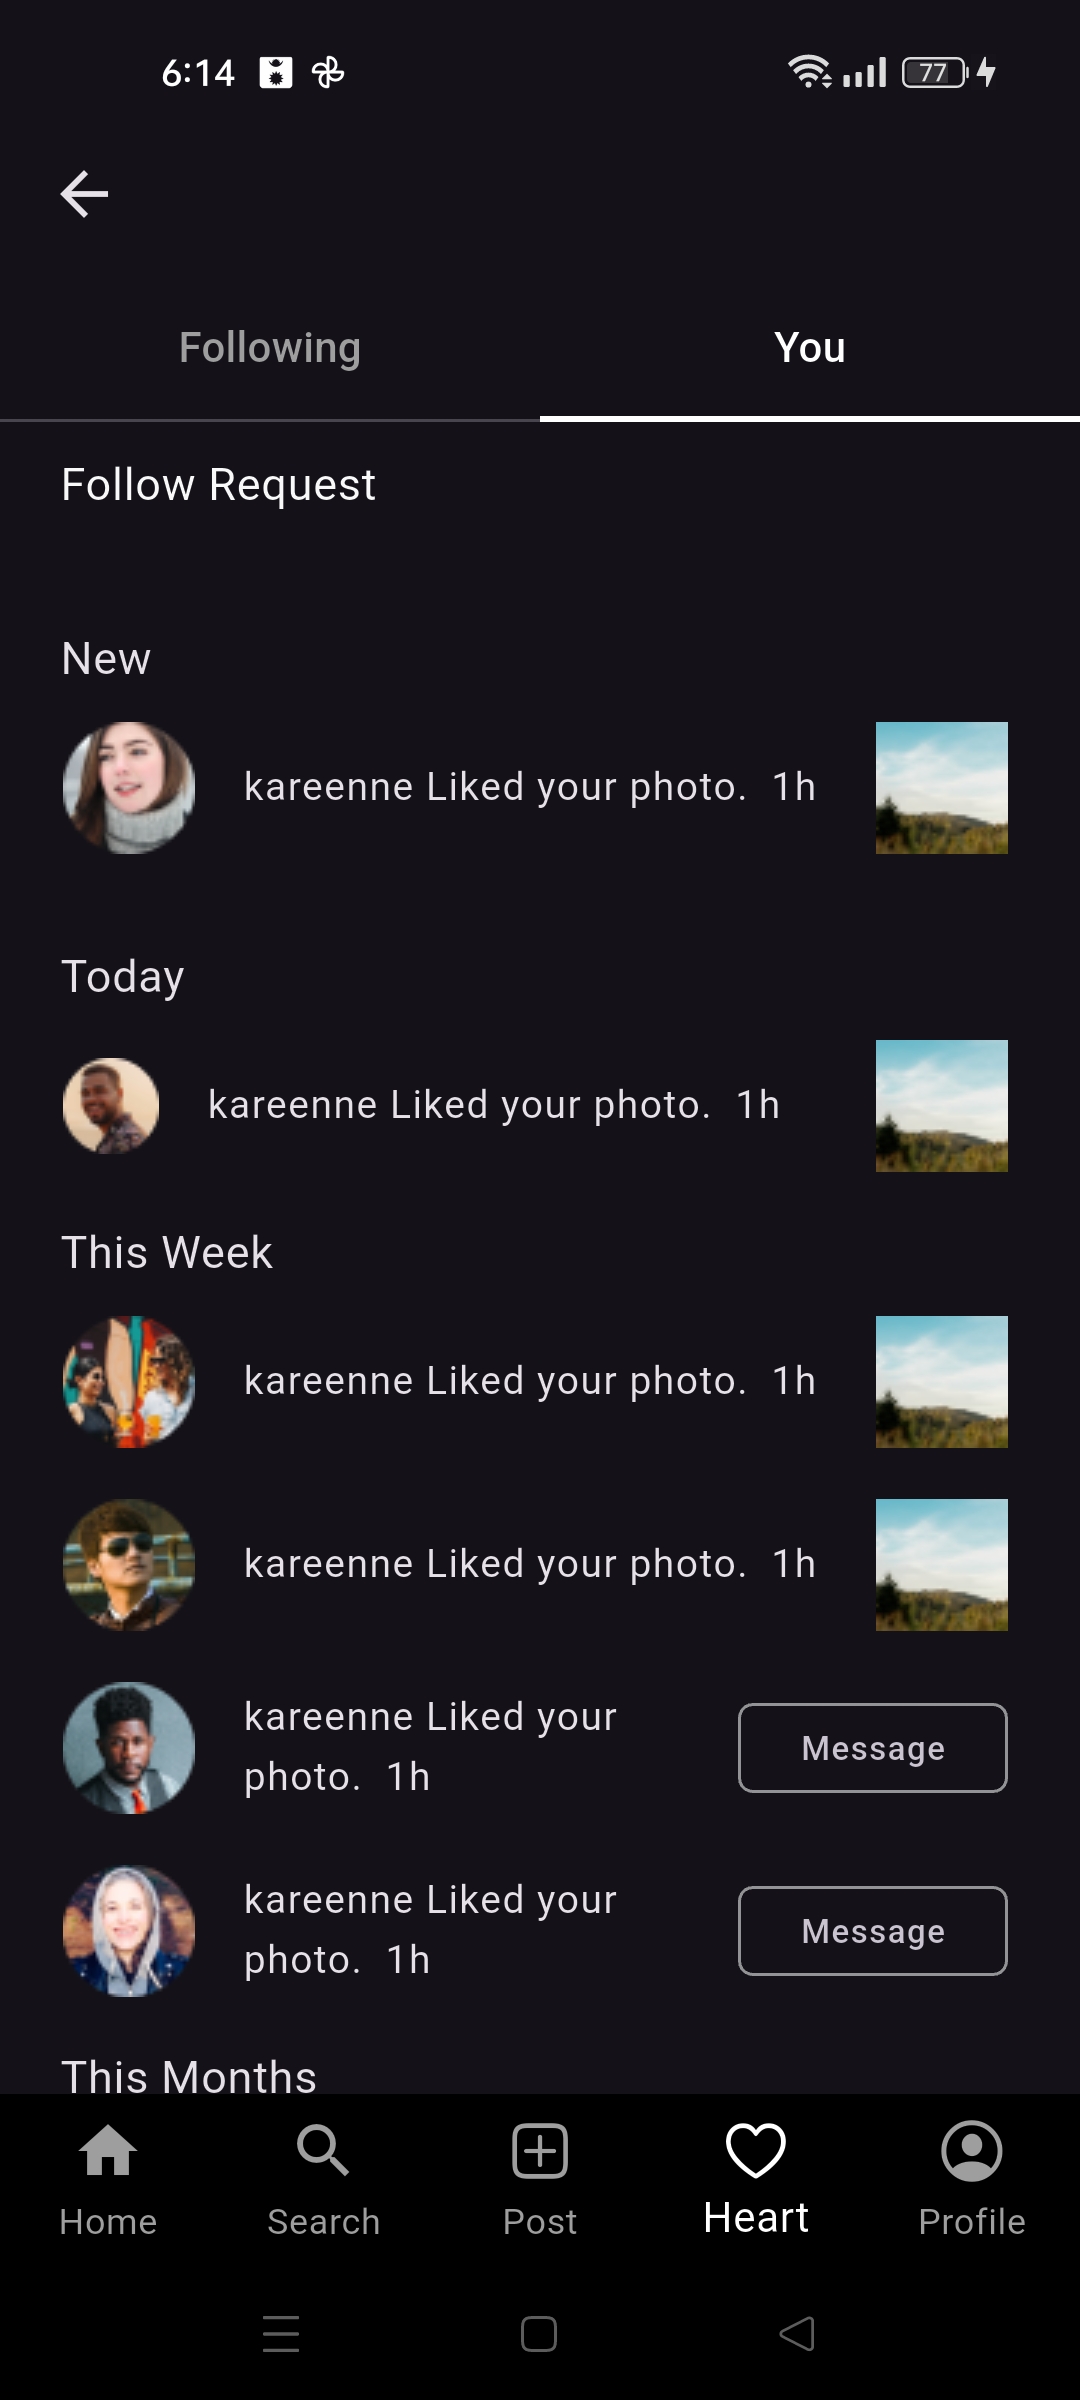 6:14
77
Following
You
Follow Request
New
kareenne Liked your photo.  1h
Today
kareenne Liked your photo.  1h
This Week
kareenne Liked your photo.  1h
kareenne Liked your photo.  1h
kareenne Liked your
photo.  1h
Message
kareenne Liked your
photo.  1h
Message
This Months
Home
Search
Post
Heart
Profile